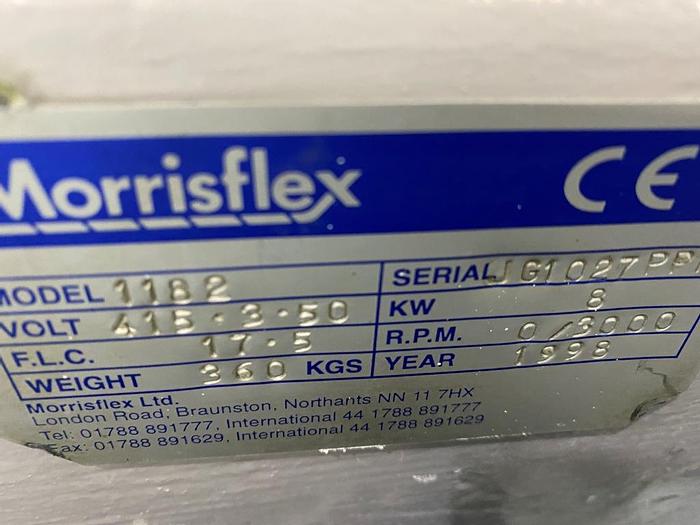 Morrisflex CE
MODEL 11B2 SERIAL JG1027PP
VOLT 415·3·50 KW 8
F.L.C. 17·5 R.P.M. 0/3000
WEIGHT 360 KGS YEAR 1998
Morrisflex Ltd.
London Road, Braunston, Northants NN 11 7HX
Tel: 01788 891777, International 44 1788 891777
Fax: 01788 891629, International 44 1788 891629